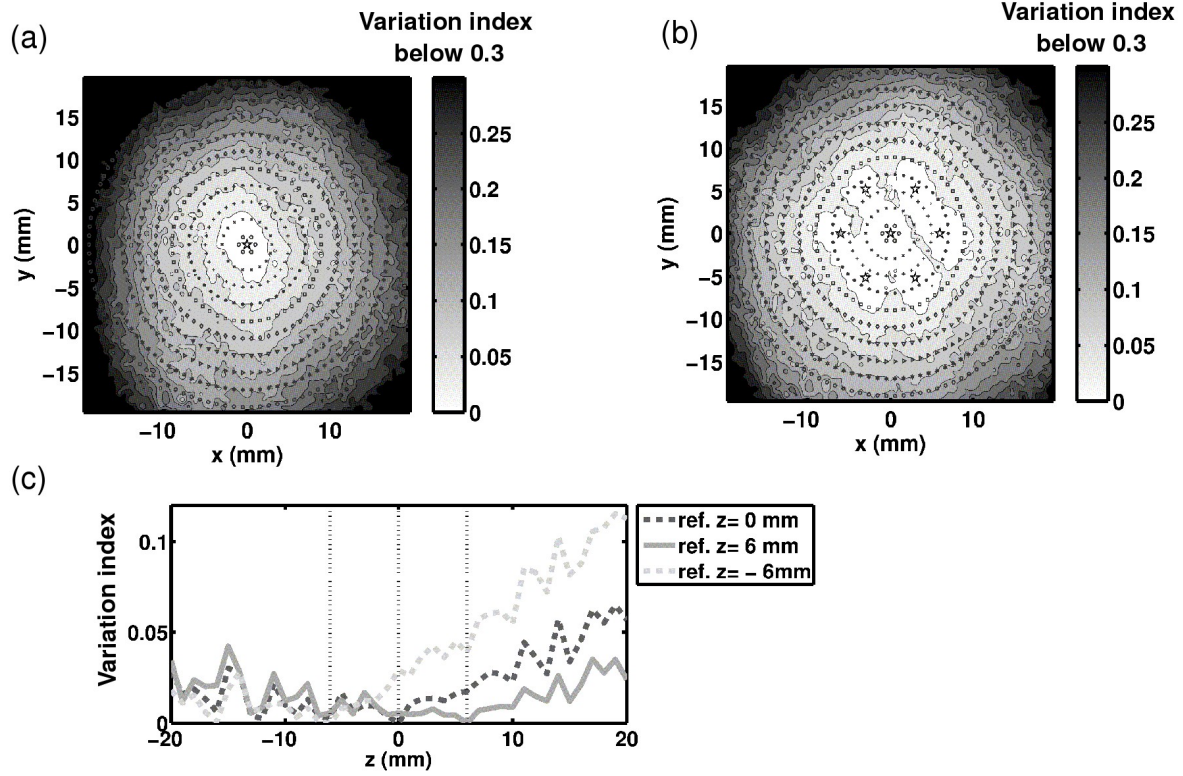 (a)
Variation index
below 0.3
15
10
5
0
−5
−10
−15
y (mm)
−10
0
10
x (mm)
0.25
0.2
0.15
0.1
0.05
0
(b)
Variation index
below 0.3
15
10
5
0
−5
−10
−15
y (mm)
−10
0
10
x (mm)
0.25
0.2
0.15
0.1
0.05
0
(c)
Variation index
0.1
0.05
0
−20
−10
0
10
20
z (mm)
ref. z= 0 mm
ref. z= 6 mm
ref. z= − 6mm